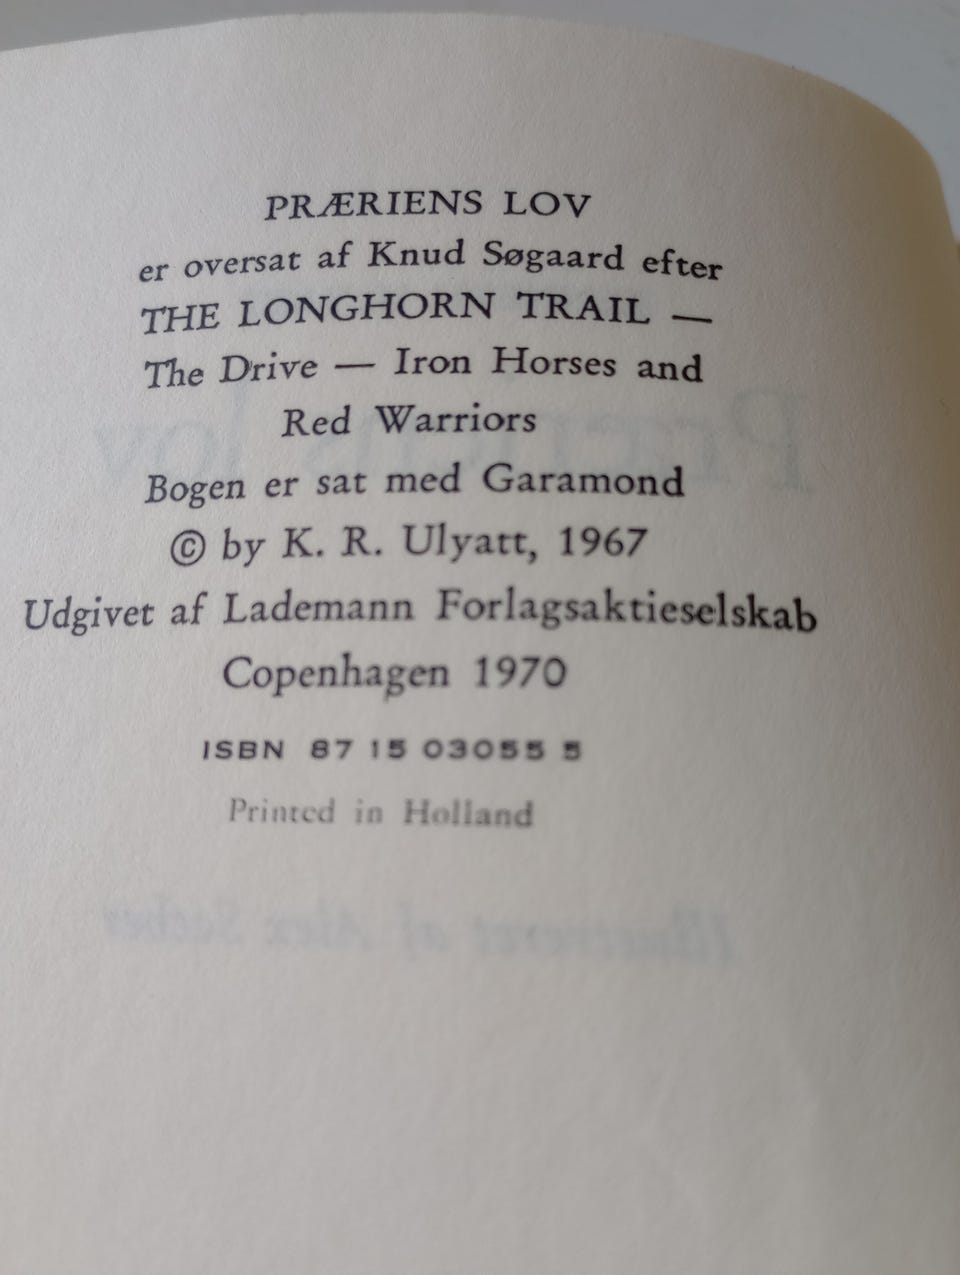 PRÆRIENS LOV
er oversat af Knud Søgaard efter
THE LONGHORN TRAIL —
The Drive — Iron Horses and
Red Warriors
Bogen er sat med Garamond
© by K. R. Ulyatt, 1967
Udgivet af Lademann Forlagsaktieselskab
Copenhagen 1970
ISBN 87 15 03055 5
Printed in Holland